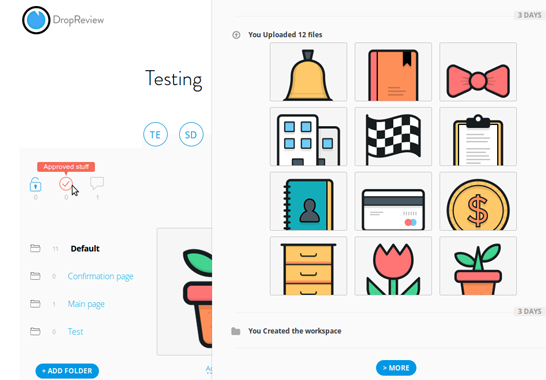 DropReview
3 DAYS
You Uploaded 12 files
Testing
TE
SD
Approved stuff
0
0
1
11 Default
0 Confirmation page
1 Main page
0 Test
+ ADD FOLDER
3 DAYS
You Created the workspace
> MORE